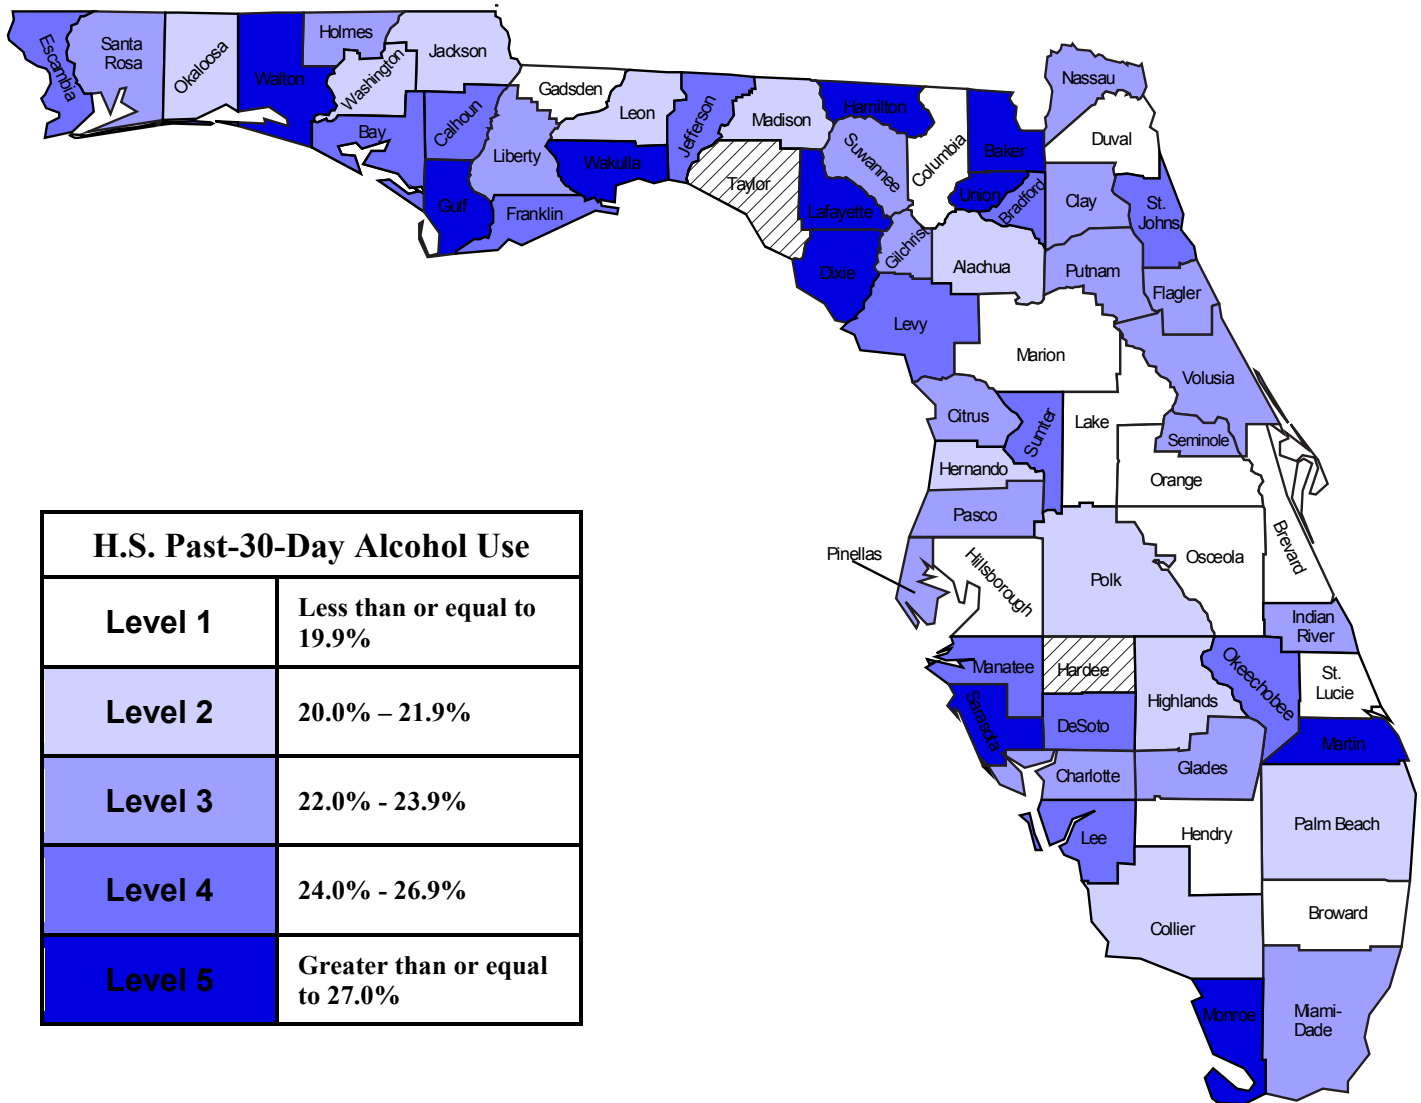 Escambia
Santa
Rosa
Okaloosa
Walton
Holmes
Washington
Jackson
Bay
Calhoun
Gulf
Gadsden
Liberty
Franklin
Leon
Wakulla
Jefferson
Madison
Taylor
Hamilton
Suwannee
Lafayette
Dixie
Columbia
Gilchrist
Baker
Union
Bradford
Alachua
Levy
Nassau
Duval
Clay
St.
Johns
Putnam
Flagler
Marion
Volusia
Citrus
Sumter
Lake
Seminole
Hernando
Orange
Pasco
Brevard
Pinellas
Hillsborough
Polk
Osceola
Indian
River
Manatee
Hardee
Highlands
Okeechobee
St.
Lucie
Sarasota
DeSoto
Martin
Charlotte
Glades
Lee
Hendry
Palm Beach
Collier
Broward
Monroe
Miami-
Dade
H.S. Past-30-Day Alcohol Use
Level 1
Less than or equal to
19.9%
Level 2
20.0% – 21.9%
Level 3
22.0% - 23.9%
Level 4
24.0% - 26.9%
Level 5
Greater than or equal
to 27.0%